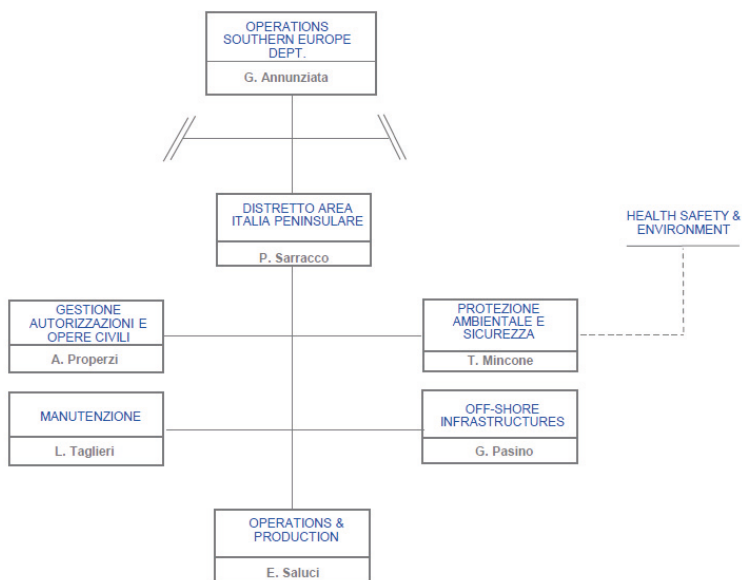 OPERATIONS
SOUTHERN EUROPE
DEPT.
G. Annunziata
DISTRETTO AREA
ITALIA PENINSULARE
P. Sarracco
HEALTH SAFETY &
ENVIRONMENT
GESTIONE
AUTORIZZAZIONI E
OPERE CIVILI
A. Properzi
PROTEZIONE
AMBIENTALE E
SICUREZZA
T. Mincone
MANUTENZIONE
L. Taglieri
OFF-SHORE
INFRASTRUCTURES
G. Pasino
OPERATIONS &
PRODUCTION
E. Saluci